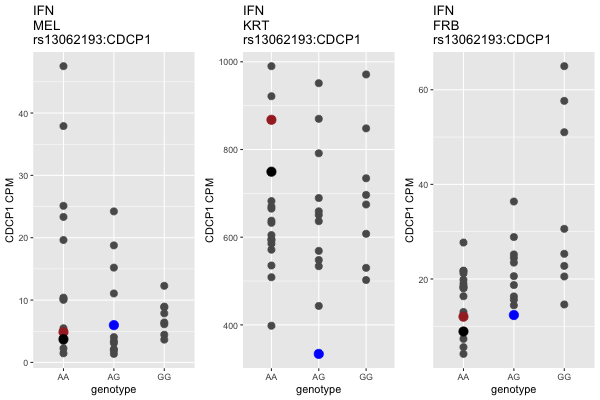 IFN
MEL
rs13062193:CDCP1
IFN
KRT
rs13062193:CDCP1
IFN
FRB
rs13062193:CDCP1
CDCP1 CPM
40
30
20
10
0
AA AG GG
genotype
CDCP1 CPM
1000
800
600
400
AA AG GG
genotype
CDCP1 CPM
60
40
20
AA AG GG
genotype